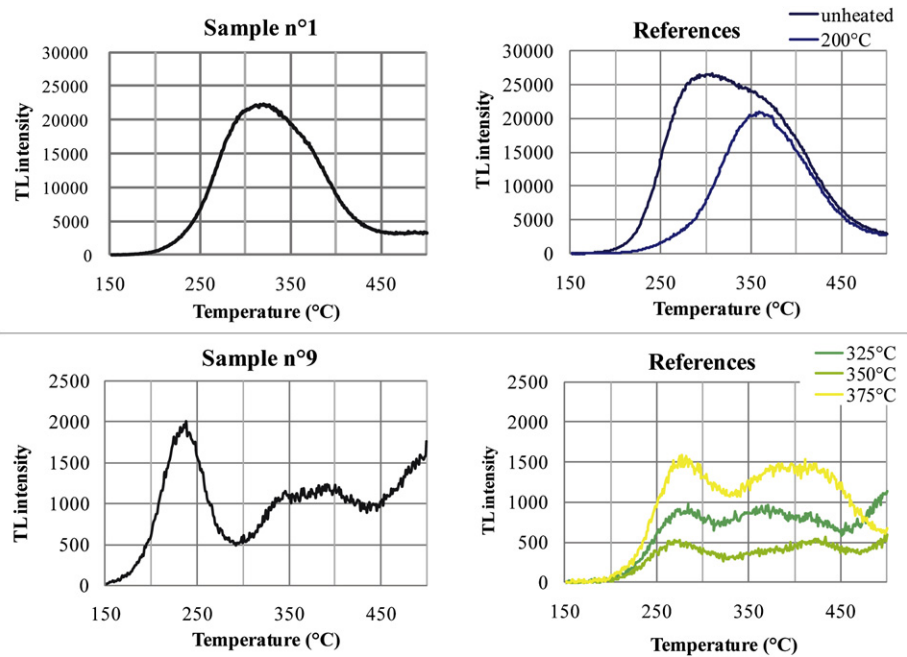 Sample n°1
TL intensity
30000
25000
20000
15000
10000
5000
0
150 250 350 450
Temperature (°C)
References
unheated
200°C
TL intensity
30000
25000
20000
15000
10000
5000
0
150 250 350 450
Temperature (°C)
Sample n°9
TL intensity
2500
2000
1500
1000
500
0
150 250 350 450
Temperature (°C)
References
325°C
350°C
375°C
TL intensity
2500
2000
1500
1000
500
0
150 250 350 450
Temperature (°C)